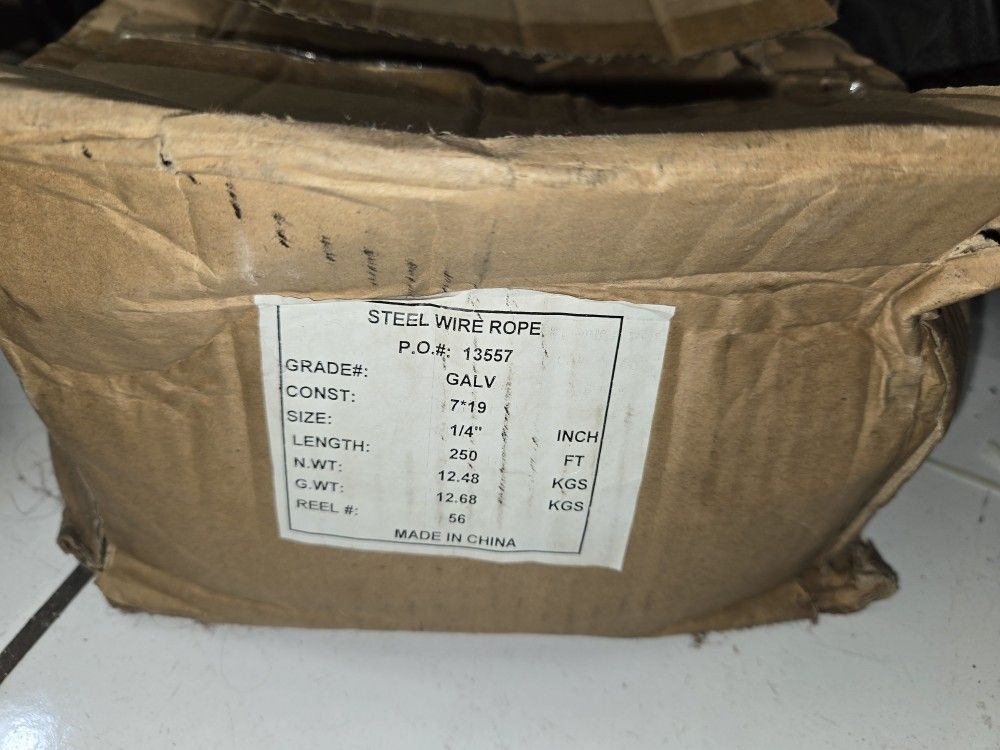 STEEL WIRE ROPE
P.O.#: 13557
GRADE#: GALV
CONST: 7*19
SIZE: 1/4" INCH
LENGTH: 250 FT
N.WT: 12.48 KGS
G.WT: 12.68 KGS
REEL #: 56
MADE IN CHINA